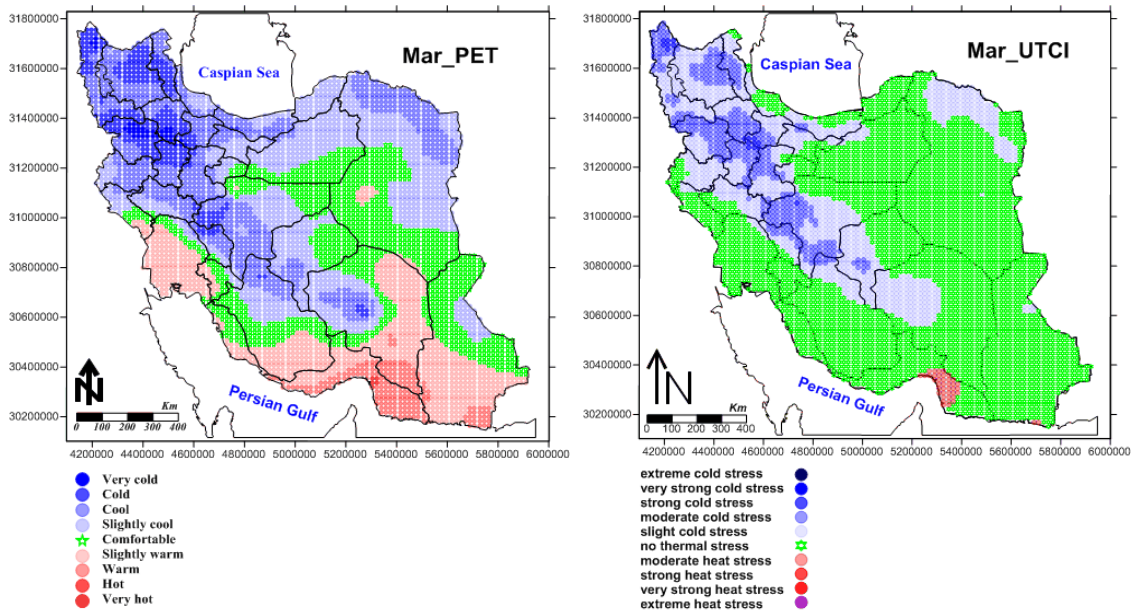 Mar_PET
Caspian Sea
Persian Gulf
N
Km
0 100 200 300 400
31800000
31600000
31400000
31200000
31000000
30800000
30600000
30400000
30200000
4200000 4400000 4600000 4800000 5000000 5200000 5400000 5600000 5800000 6000000
Very cold
Cold
Cool
Slightly cool
Comfortable
Slightly warm
Warm
Hot
Very hot
Mar_UTCI
Caspian Sea
Persian Gulf
N
Km
0 100 200 300 400
31800000
31600000
31400000
31200000
31000000
30800000
30600000
30400000
30200000
4200000 4400000 4600000 4800000 5000000 5200000 5400000 5600000 5800000 6000000
extreme cold stress
very strong cold stress
strong cold stress
moderate cold stress
slight cold stress
no thermal stress
moderate heat stress
strong heat stress
very strong heat stress
extreme heat stress